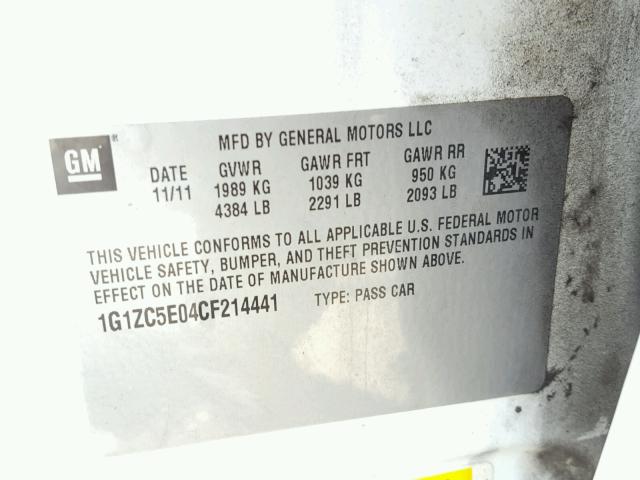 MFD BY GENERAL MOTORS LLC
GM®
DATE GVWR GAWR FRT GAWR RR
11/11 1989 KG 1039 KG 950 KG
4384 LB 2291 LB 2093 LB
THIS VEHICLE CONFORMS TO ALL APPLICABLE U.S. FEDERAL MOTOR
VEHICLE SAFETY, BUMPER, AND THEFT PREVENTION STANDARDS IN
EFFECT ON THE DATE OF MANUFACTURE SHOWN ABOVE.
1G1ZC5E04CF214441 TYPE: PASS CAR